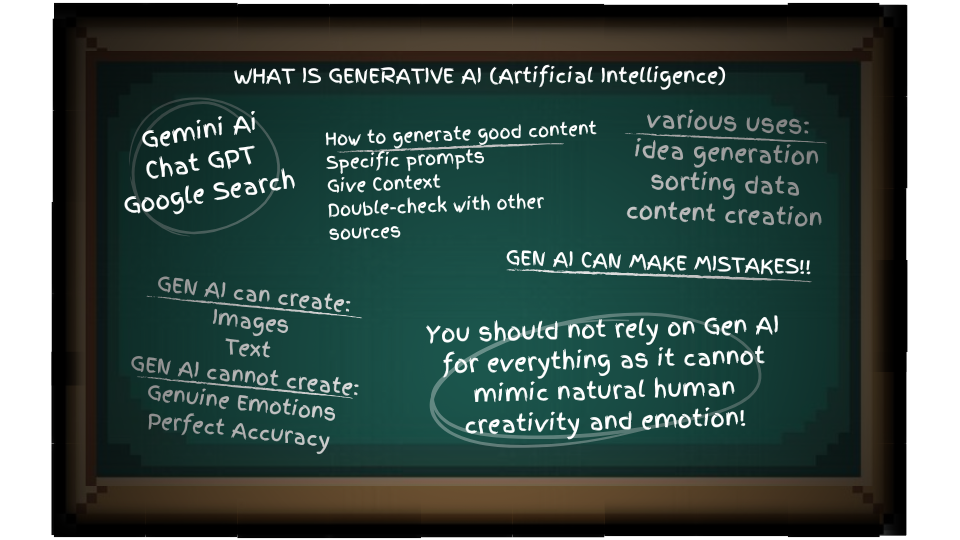 WHAT IS GENERATIVE AI (Artificial Intelligence)
Gemini Ai
Chat GPT
Google Search
How to generate good content
Specific prompts
Give Context
Double-check with other
sources
various uses:
idea generation
sorting data
content creation
GEN AI CAN MAKE MISTAKES!!
GEN AI can create:
Images
Text
GEN AI cannot create:
Genuine Emotions
Perfect Accuracy
You should not rely on Gen AI
for everything as it cannot
mimic natural human
creativity and emotion!